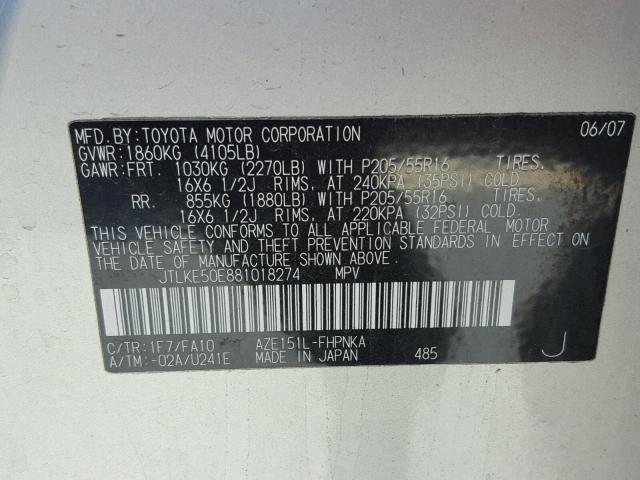 MFD. BY: TOYOTA MOTOR CORPORATION 06/07
GVWR: 1860KG (4105LB)
GAWR: FRT. 1030KG (2270LB) WITH P205/55R16 TIRES,
16X6 1/2J RIMS, AT 240KPA (35PSI) COLD.
RR. 855KG (1880LB) WITH P205/55R16 TIRES,
16X6 1/2J RIMS, AT 220KPA (32PSI) COLD.
THIS VEHICLE CONFORMS TO ALL APPLICABLE FEDERAL MOTOR
VEHICLE SAFETY AND THEFT PREVENTION STANDARDS IN EFFECT ON
THE DATE OF MANUFACTURE SHOWN ABOVE.
JTLKE50E881018274 MPV
C/TR: 1F7/FA10 AZE151L-FHPNKA
A/TM: -02A/U241E MADE IN JAPAN 485 J